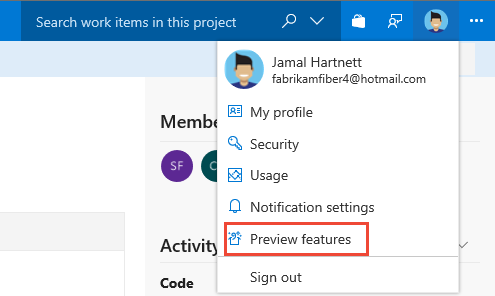 Search work items in this project
Jamal Hartnett
fabrikamfiber4@hotmail.com
Membe
My profile
Security
SF
C
Usage
Notification settings
Preview features
Activity
Sign out
Code